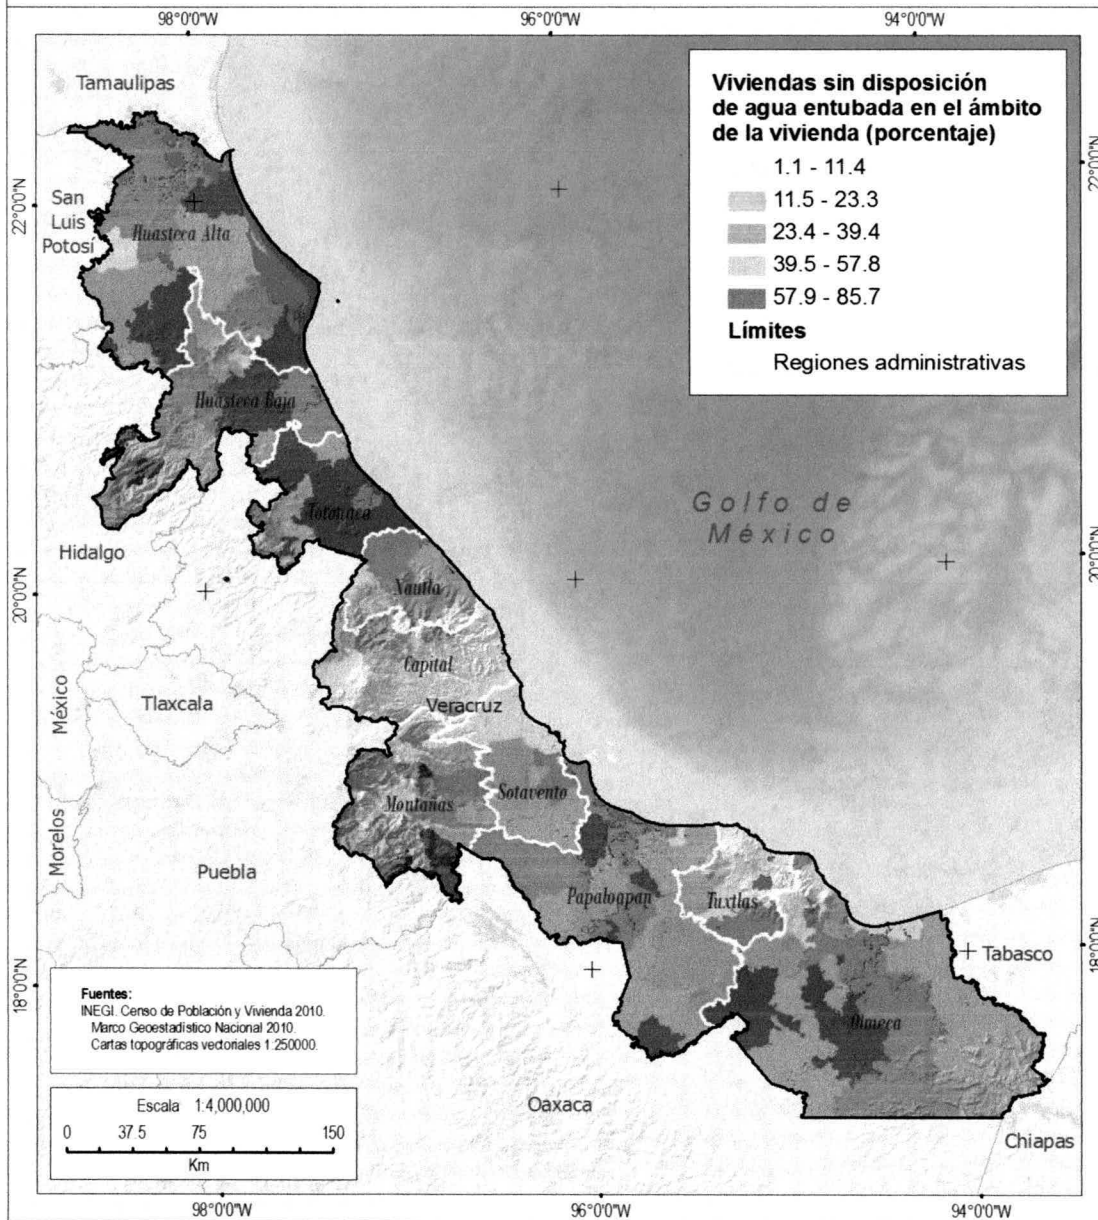 98°0'0"W
96°0'0"W
94°0'0"W
Viviendas sin disposición
de agua entubada en el ámbito
de la vivienda (porcentaje)
1.1 - 11.4
11.5 - 23.3
23.4 - 39.4
39.5 - 57.8
57.9 - 85.7
Límites
Regiones administrativas
Tamaulipas
22°0'0"N
22°0'0"N
San
Luis
Potosí
Huasteca Alta
Huasteca Baja
Golfo de
México
Totonaca
Hidalgo
20°0'0"N
20°0'0"N
Nautla
Capital
México
Tlaxcala
Veracruz
Sotavento
Montañas
Morelos
Puebla
Papaloapan
Tuxtlas
18°0'0"N
18°0'0"N
Tabasco
Olmeca
Fuentes:
INEGI. Censo de Población y Vivienda 2010.
Marco Geoestadístico Nacional 2010.
Cartas topográficas vectoriales 1:250000.
Escala 1:4,000,000
0 37.5 75 150
Km
Oaxaca
Chiapas
98°0'0"W
96°0'0"W
94°0'0"W